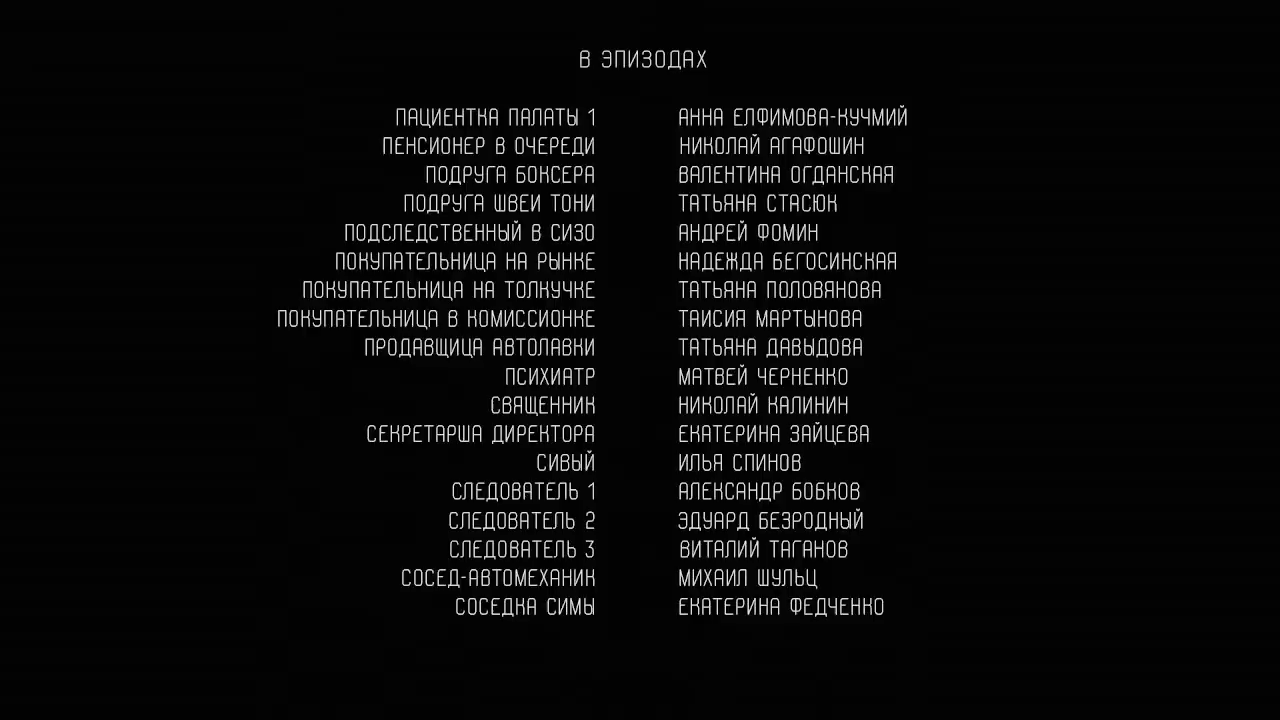 В ЭПИЗОДАХ
ПАЦИЕНТКА ПАЛАТЫ 1 АННА ЕЛФИМОВА-КУЧМИЙ
ПЕНСИОНЕР В ОЧЕРЕДИ НИКОЛАЙ АГАФОШИН
ПОДРУГА БОКСЕРА ВАЛЕНТИНА ОГДАНСКАЯ
ПОДРУГА ШВЕИ ТОНИ ТАТЬЯНА СТАСЮК
ПОДСЛЕДСТВЕННЫЙ В СИЗО АНДРЕЙ ФОМИН
ПОКУПАТЕЛЬНИЦА НА РЫНКЕ НАДЕЖДА БЕГОСИНСКАЯ
ПОКУПАТЕЛЬНИЦА НА ТОЛКУЧКЕ ТАТЬЯНА ПОЛОВЯНОВА
ПОКУПАТЕЛЬНИЦА В КОМИССИОНКЕ ТАИСИЯ МАРТЫНОВА
ПРОДАВЩИЦА АВТОЛАВКИ ТАТЬЯНА ДАВЫДОВА
ПСИХИАТР МАТВЕЙ ЧЕРНЕНКО
СВЯЩЕННИК НИКОЛАЙ КАЛИНИН
СЕКРЕТАРША ДИРЕКТОРА ЕКАТЕРИНА ЗАЙЦЕВА
СИВЫЙ ИЛЬЯ СПИНОВ
СЛЕДОВАТЕЛЬ 1 АЛЕКСАНДР БОБКОВ
СЛЕДОВАТЕЛЬ 2 ЭДУАРД БЕЗРОДНЫЙ
СЛЕДОВАТЕЛЬ 3 ВИТАЛИЙ ТАГАНОВ
СОСЕД-АВТОМЕХАНИК МИХАИЛ ШУЛЬЦ
СОСЕДКА СИМЫ ЕКАТЕРИНА ФЕДЧЕНКО